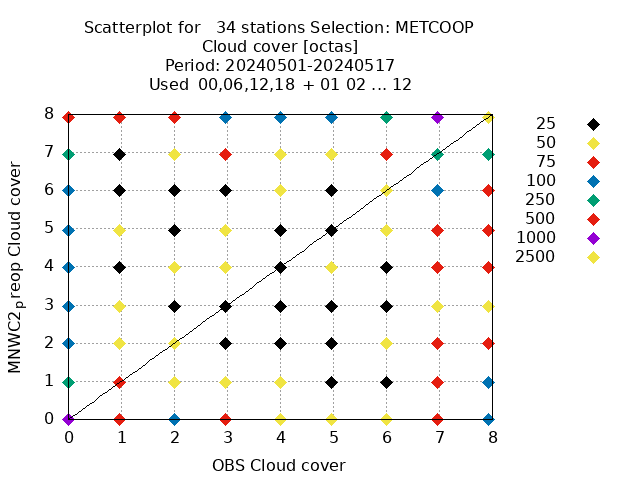 Scatterplot for 34 stations Selection: METCOOP
Cloud cover [octas]
Period: 20240501-20240517
Used 00,06,12,18 + 01 02 ... 12
MNWC2preop Cloud cover
8
7
6
5
4
3
2
1
0
0 1 2 3 4 5 6 7 8
OBS Cloud cover
25
50
75
100
250
500
1000
2500